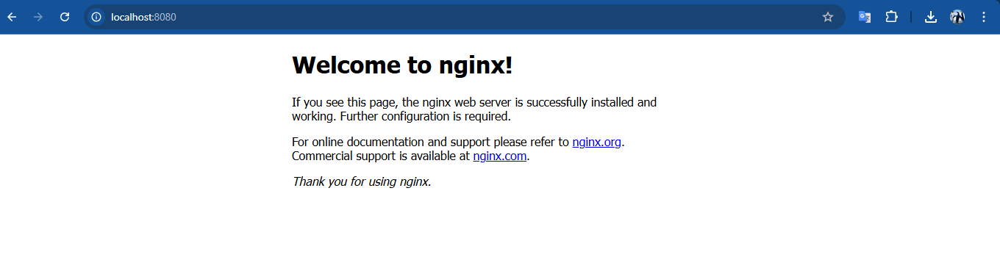 localhost:8080
Welcome to nginx!
If you see this page, the nginx web server is successfully installed and
working. Further configuration is required.
For online documentation and support please refer to nginx.org.
Commercial support is available at nginx.com.
Thank you for using nginx.